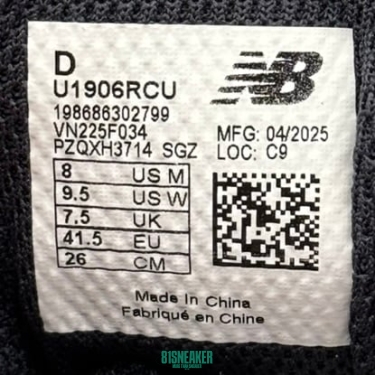 D
U1906RCU
198686302799
VN225F034
PZQXH3714 SGZ
NB
MFG: 04/2025
LOC: C9
8 US M
9.5 US W
7.5 UK
41.5 EU
26 CM
Made In China
Fabriqué en Chine
81SNEAKER